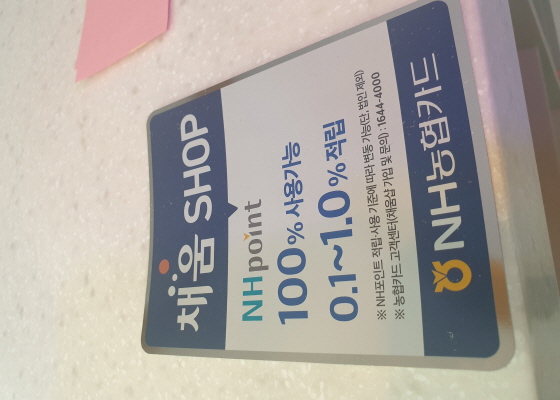 채움 SHOP
NHpoint
100% 사용가능
0.1~1.0% 적립
※ NH포인트 적립·사용 기준에 따라 변동 가능(단, 법인 제외)
※ 농협카드 고객센터(채움샵 가입 및 문의) : 1644-4000
NH농협카드